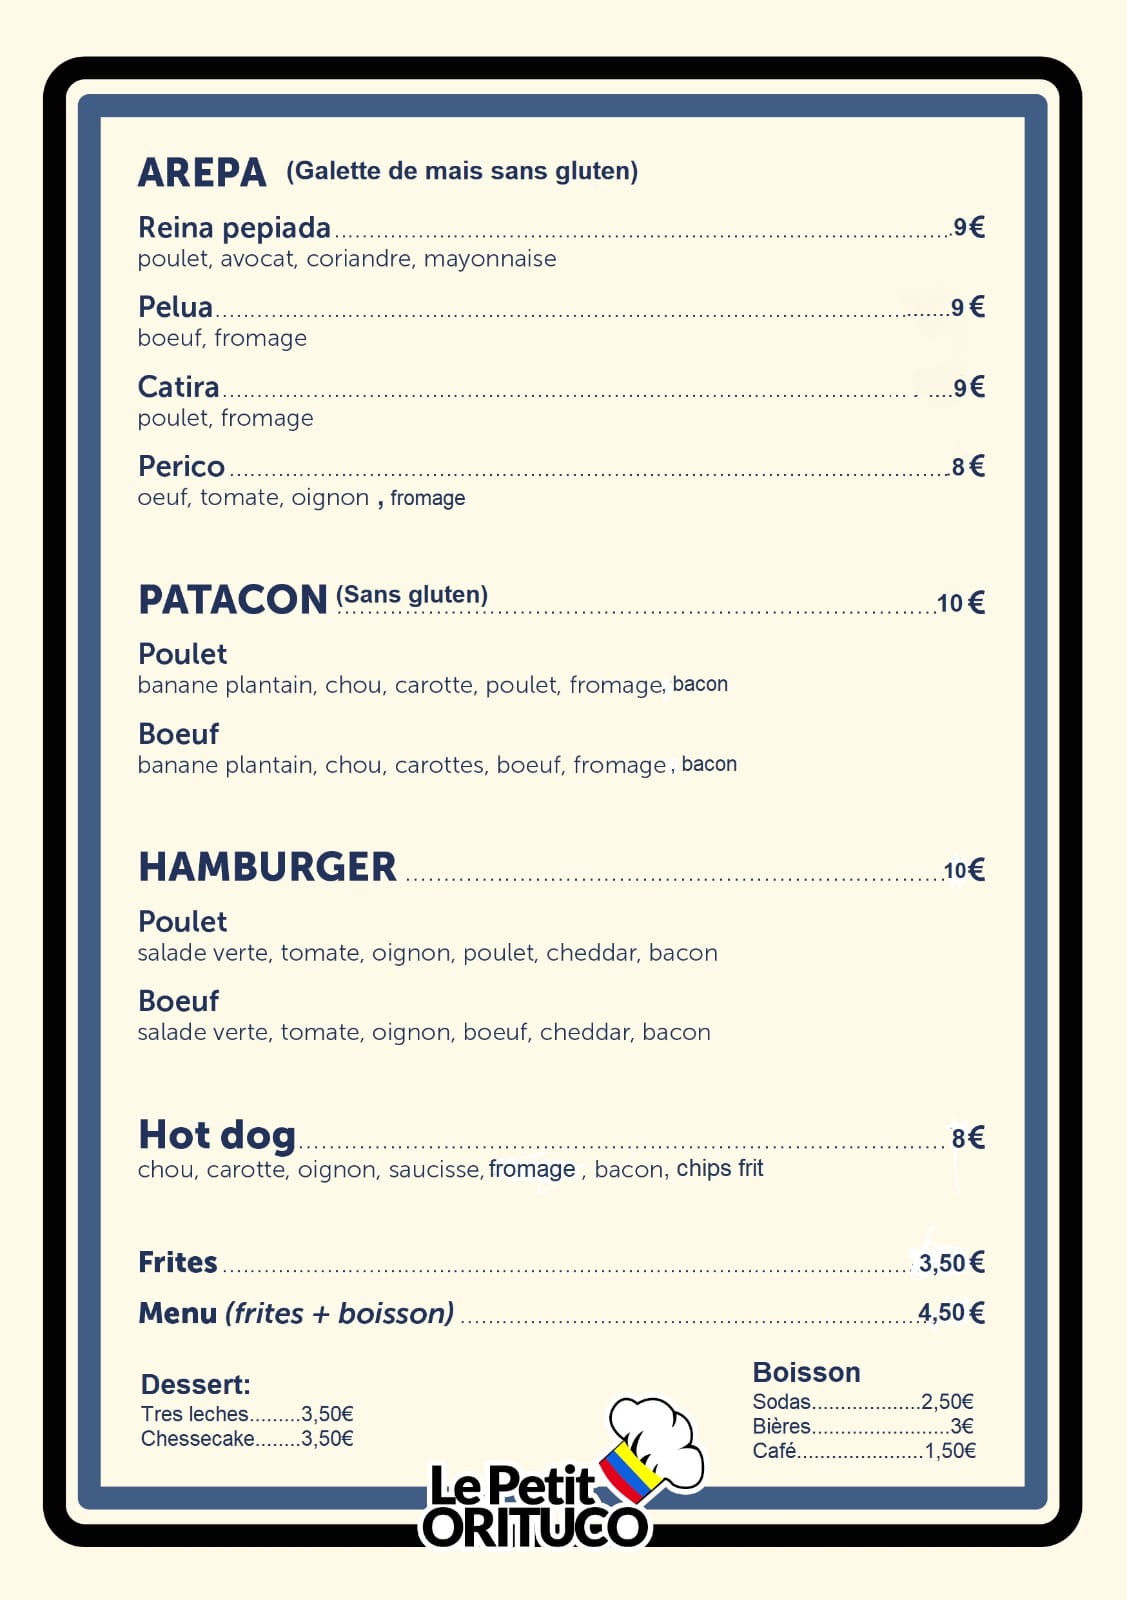 AREPA (Galette de mais sans gluten)
Reina pepiada.....9€
poulet, avocat, coriandre, mayonnaise
Pelua.....9€
boeuf, fromage
Catira.....9€
poulet, fromage
Perico.....8€
oeuf, tomate, oignon , fromage
PATACON (Sans gluten).....10€
Poulet
banane plantain, chou, carotte, poulet, fromage, bacon
Boeuf
banane plantain, chou, carottes, boeuf, fromage , bacon
HAMBURGER.....10€
Poulet
salade verte, tomate, oignon, poulet, cheddar, bacon
Boeuf
salade verte, tomate, oignon, boeuf, cheddar, bacon
Hot dog.....8€
chou, carotte, oignon, saucisse, fromage , bacon, chips frit
Frites.....3,50€
Menu (frites + boisson).....4,50€
Dessert:
Tres leches.........3,50€
Chessecake........3,50€
Boisson
Sodas...................2,50€
Bières........................3€
Café......................1,50€
Le Petit
ORITUCO